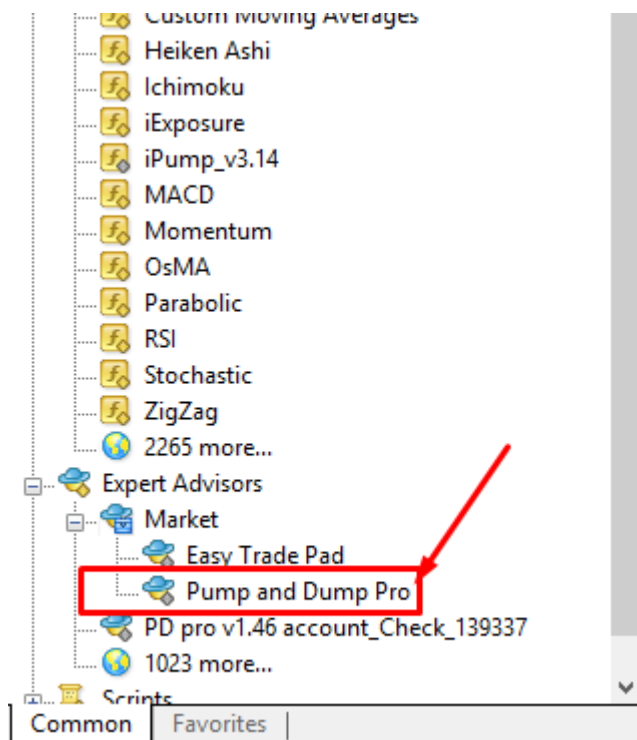 Custom Moving Averages
Heiken Ashi
Ichimoku
iExposure
iPump_v3.14
MACD
Momentum
OsMA
Parabolic
RSI
Stochastic
ZigZag
2265 more...
Expert Advisors
Market
Easy Trade Pad
Pump and Dump Pro
PD pro v1.46 account_Check_139337
1023 more...
Scripts
Common Favorites